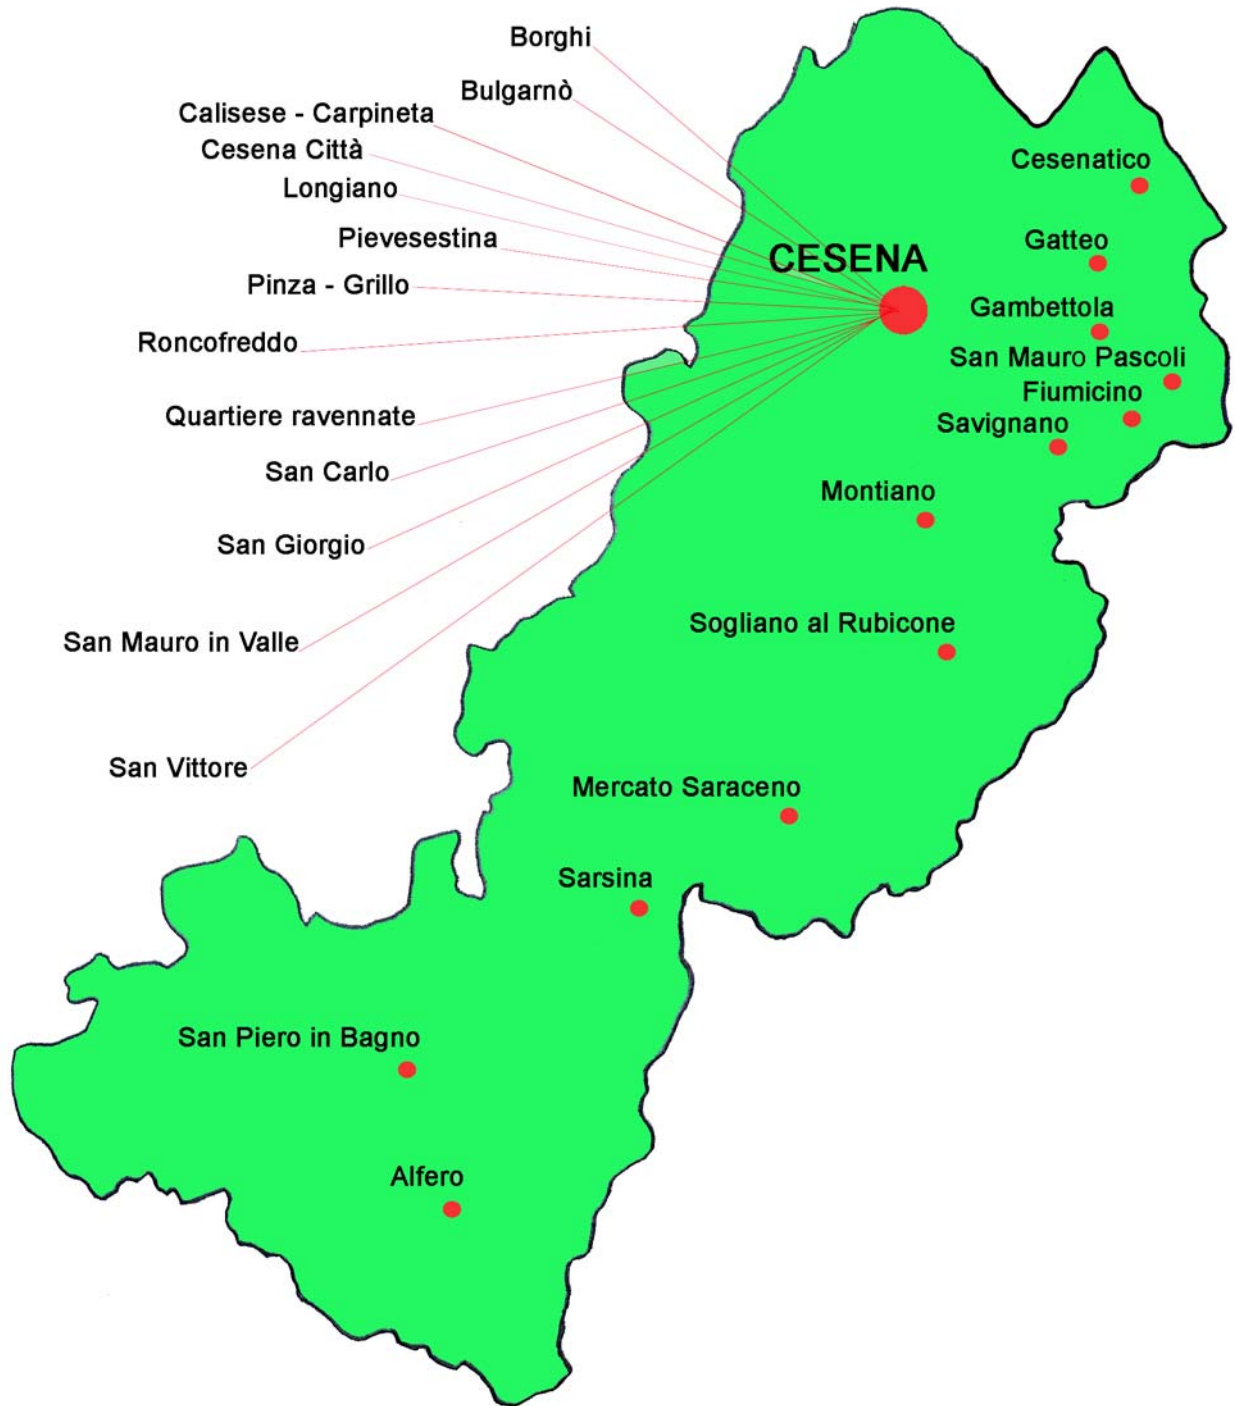 Borghi
Bulgarnò
Calisese - Carpineta
Cesena Città
Longiano
Pievesestina
Pinza - Grillo
Roncofreddo
Quartiere ravennate
San Carlo
San Giorgio
San Mauro in Valle
San Vittore
CESENA
Cesenatico
Gatteo
Gambettola
San Mauro Pascoli
Fiumicino
Savignano
Montiano
Sogliano al Rubicone
Mercato Saraceno
Sarsina
San Piero in Bagno
Alfero